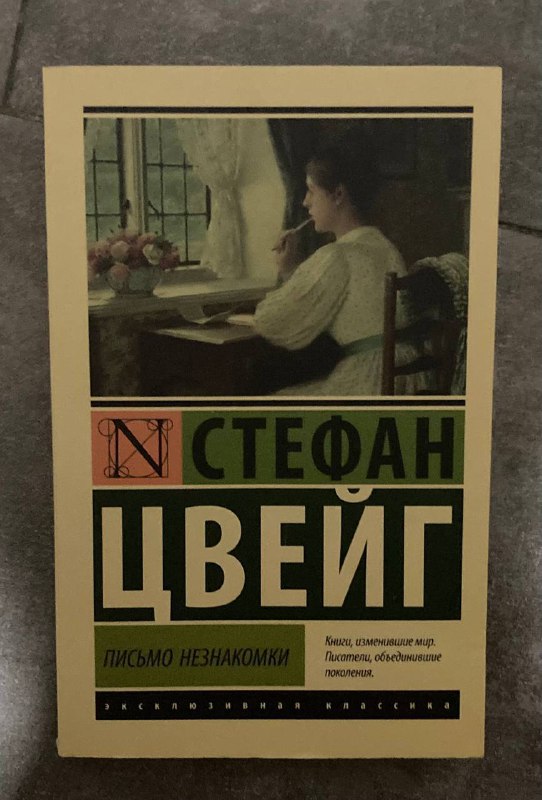 N СТЕФАН
ЦВЕЙГ
ПИСЬМО НЕЗНАКОМКИ
Книги, изменившие мир.
Писатели, объединившие
поколения.
эксклюзивная классика